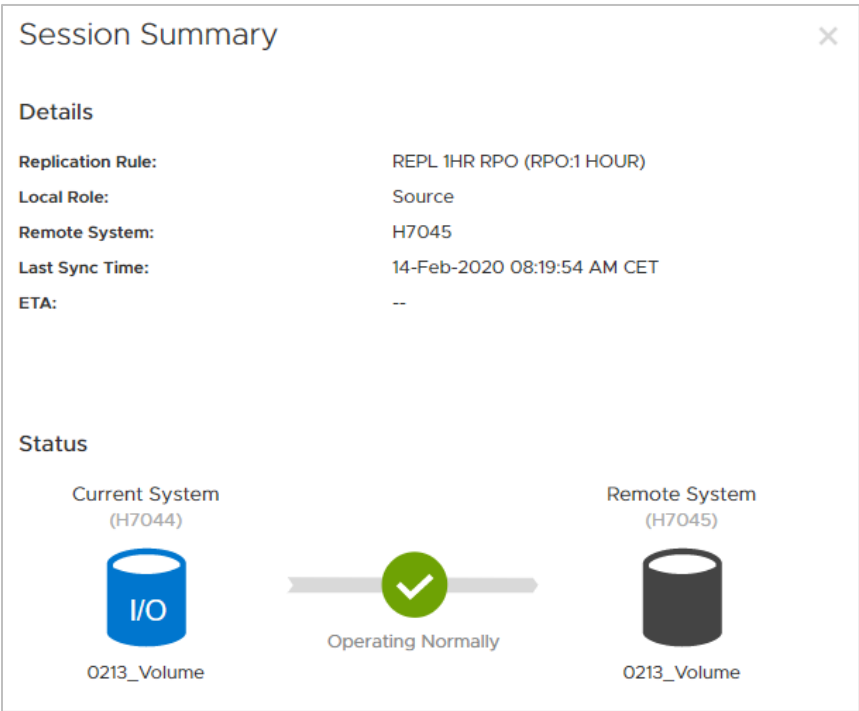 Session Summary
Details
Replication Rule: REPL 1HR RPO (RPO:1 HOUR)
Local Role: Source
Remote System: H7045
Last Sync Time: 14-Feb-2020 08:19:54 AM CET
ETA: --
Status
Current System Remote System
(H7044) (H7045)
I/O
Operating Normally
0213_Volume 0213_Volume